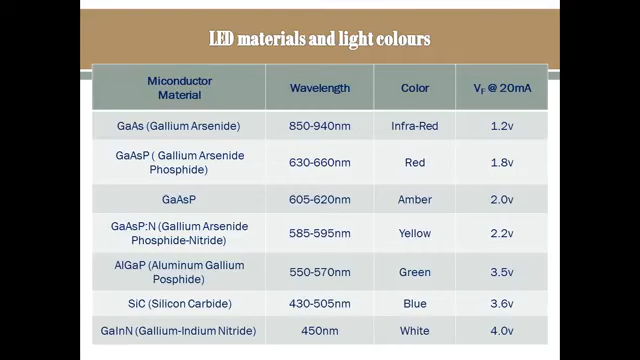 LED materials and light colours
Miconductor
Material
Wavelength
Color
VF @ 20mA
GaAs (Gallium Arsenide)
850-940nm
Infra-Red
1.2v
GaAsP ( Gallium Arsenide
Phosphide)
630-660nm
Red
1.8v
GaAsP
605-620nm
Amber
2.0v
GaAsP:N (Gallium Arsenide
Phosphide-Nitride)
585-595nm
Yellow
2.2v
AlGaP (Aluminum Gallium
Posphide)
550-570nm
Green
3.5v
SiC (Silicon Carbide)
430-505nm
Blue
3.6v
GaInN (Gallium-Indium Nitride)
450nm
White
4.0v